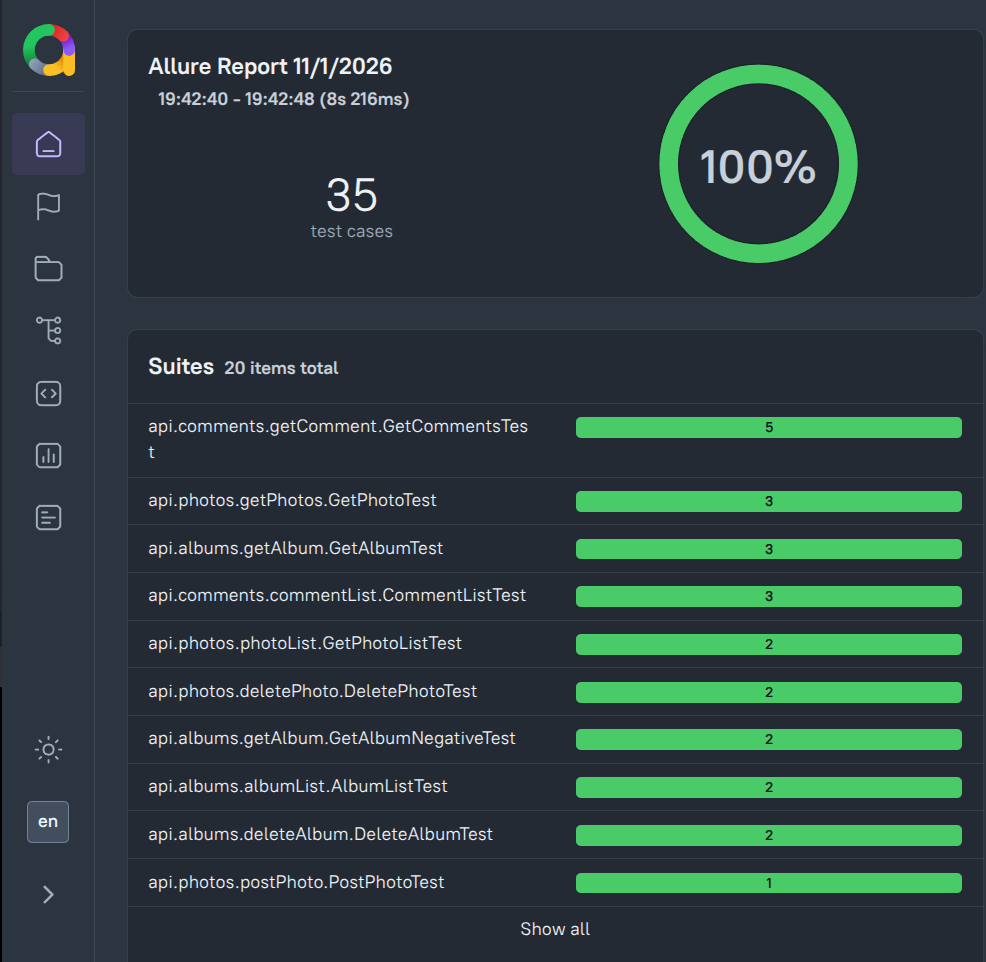 Allure Report 11/1/2026
19:42:40 - 19:42:48 (8s 216ms)
35
test cases
100%
Suites 20 items total
api.comments.getComment.GetCommentsTes
t
5
api.photos.getPhotos.GetPhotoTest
3
api.albums.getAlbum.GetAlbumTest
3
api.comments.commentList.CommentListTest
3
api.photos.photoList.GetPhotoListTest
2
api.photos.deletePhoto.DeletePhotoTest
2
api.albums.getAlbum.GetAlbumNegativeTest
2
api.albums.albumList.AlbumListTest
2
api.albums.deleteAlbum.DeleteAlbumTest
2
api.photos.postPhoto.PostPhotoTest
1
Show all
en